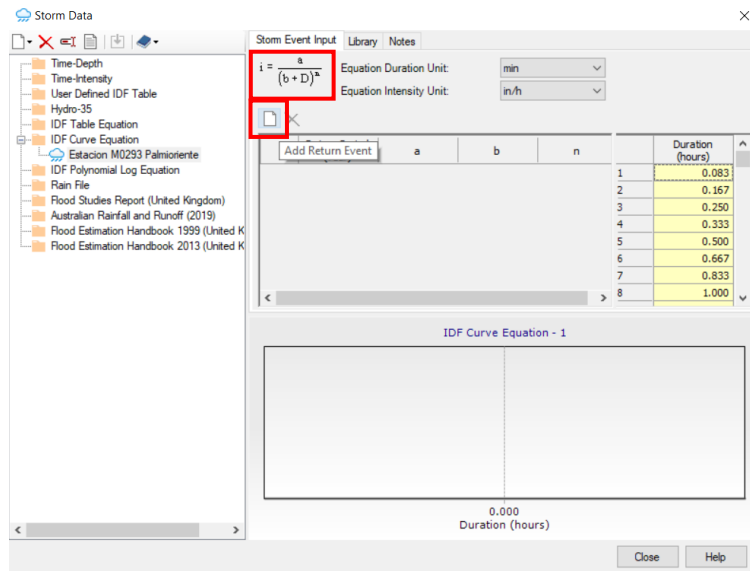 Storm Data
Time-Depth
Time-Intensity
User Defined IDF Table
Hydro-35
IDF Table Equation
IDF Curve Equation
Estacion M0293 Palmioriente
IDF Polynomial Log Equation
Rain File
Flood Studies Report (United Kingdom)
Australian Rainfall and Runoff (2019)
Flood Estimation Handbook 1999 (United K
Flood Estimation Handbook 2013 (United K
Storm Event Input Library Notes
i = a / (b + D)^n
Equation Duration Unit: min
Equation Intensity Unit: in/h
Add Return Event
a b n
Duration
(hours)
1 0.083
2 0.167
3 0.250
4 0.333
5 0.500
6 0.667
7 0.833
8 1.000
IDF Curve Equation - 1
0.000
Duration (hours)
Close Help